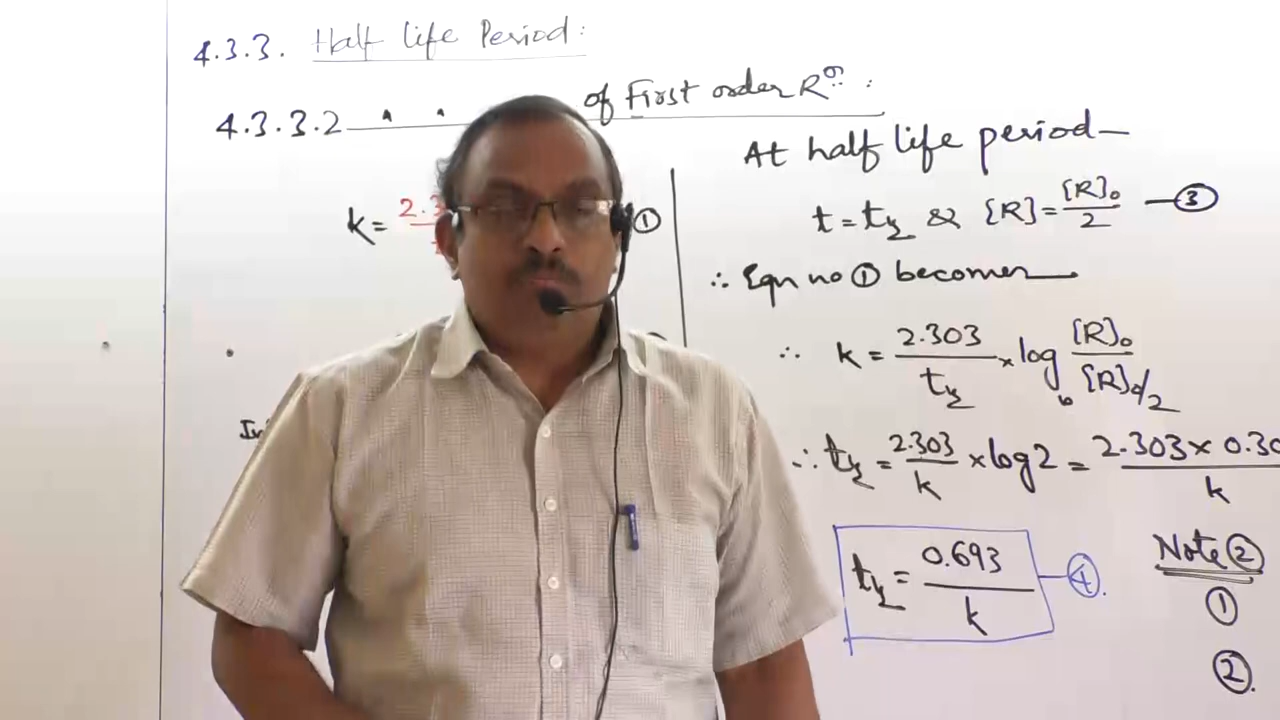 4.3.3. Half life Period:
4.3.3.2 " " of First order Rⁿ:
k = 2.3 ①
At half life period—
t = t½ & [R] = [R]₀/2 — ③
∴ Eqn no ① becomes
∴ k = 2.303/t½ × log₁₀ [R]₀/[R]₀/2
∴ t½ = 2.303/k × log 2 = 2.303 × 0.30/k
t½ = 0.693/k — ④.
Note ②
①
②.